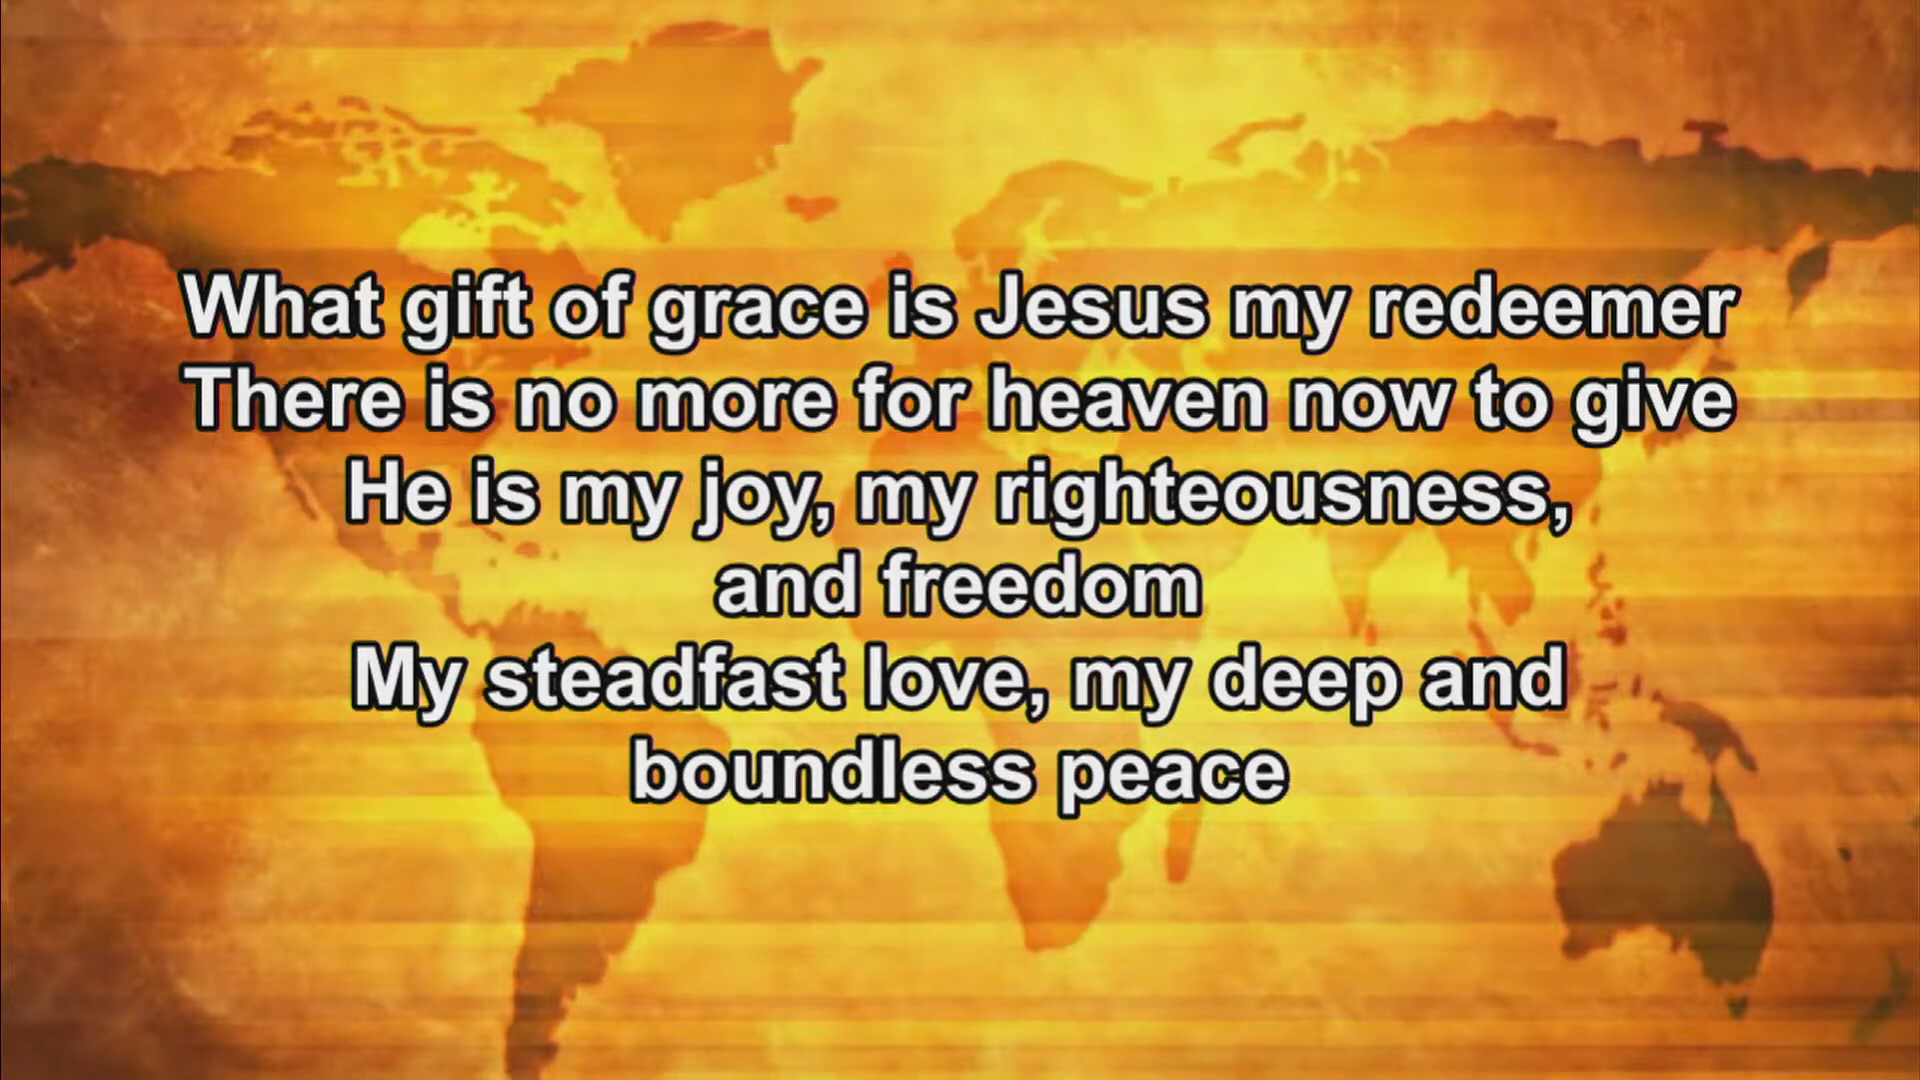 What gift of grace is Jesus my redeemer
There is no more for heaven now to give
He is my joy, my righteousness,
and freedom
My steadfast love, my deep and
boundless peace